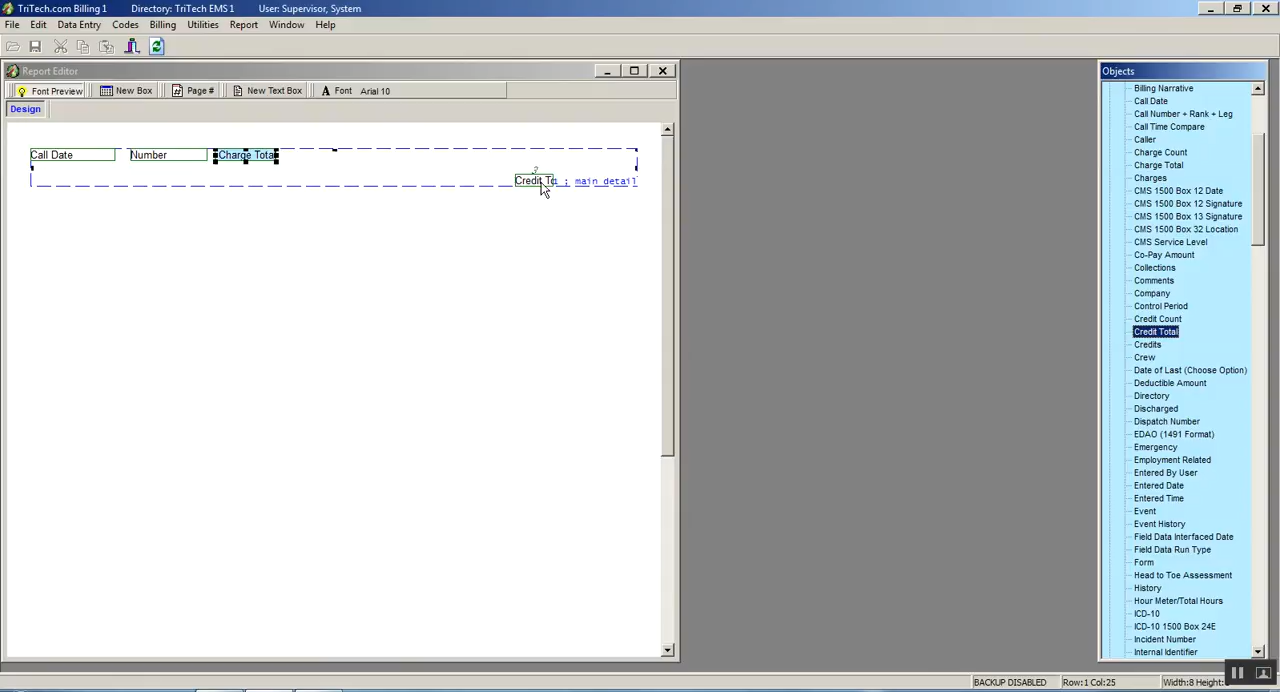 TriTech.com Billing 1 Directory: TriTech EMS 1 User: Supervisor, System
File Edit Data Entry Codes Billing Utilities Report Window Help
Report Editor
Font Preview New Box Page # New Text Box Font Arial 10
Design
Call Date Number Charge Total
Credit To 1 : main detail
Objects
Billing Narrative
Call Date
Call Number + Rank + Leg
Call Time Compare
Caller
Charge Count
Charge Total
Charges
CMS 1500 Box 12 Date
CMS 1500 Box 12 Signature
CMS 1500 Box 13 Signature
CMS 1500 Box 32 Location
CMS Service Level
Co-Pay Amount
Collections
Comments
Company
Control Period
Credit Count
Credit Total
Credits
Crew
Date of Last (Choose Option)
Deductible Amount
Directory
Discharged
Dispatch Number
EDAO (1491 Format)
Emergency
Employment Related
Entered By User
Entered Date
Entered Time
Event
Event History
Field Data Interfaced Date
Field Data Run Type
Form
Head to Toe Assessment
History
Hour Meter/Total Hours
ICD-10
ICD-10 1500 Box 24E
Incident Number
Internal Identifier
BACKUP DISABLED Row:1 Col:25 Width:8 Height: